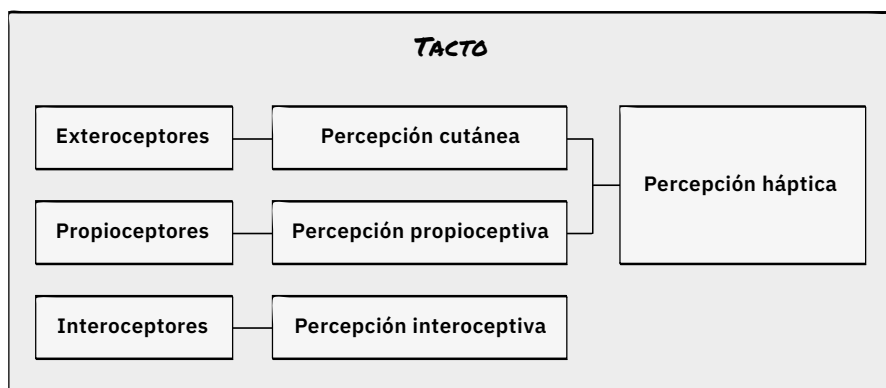 Tacto
Exteroceptores
Percepción cutánea
Percepción háptica
Propioceptores
Percepción propioceptiva
Interoceptores
Percepción interoceptiva